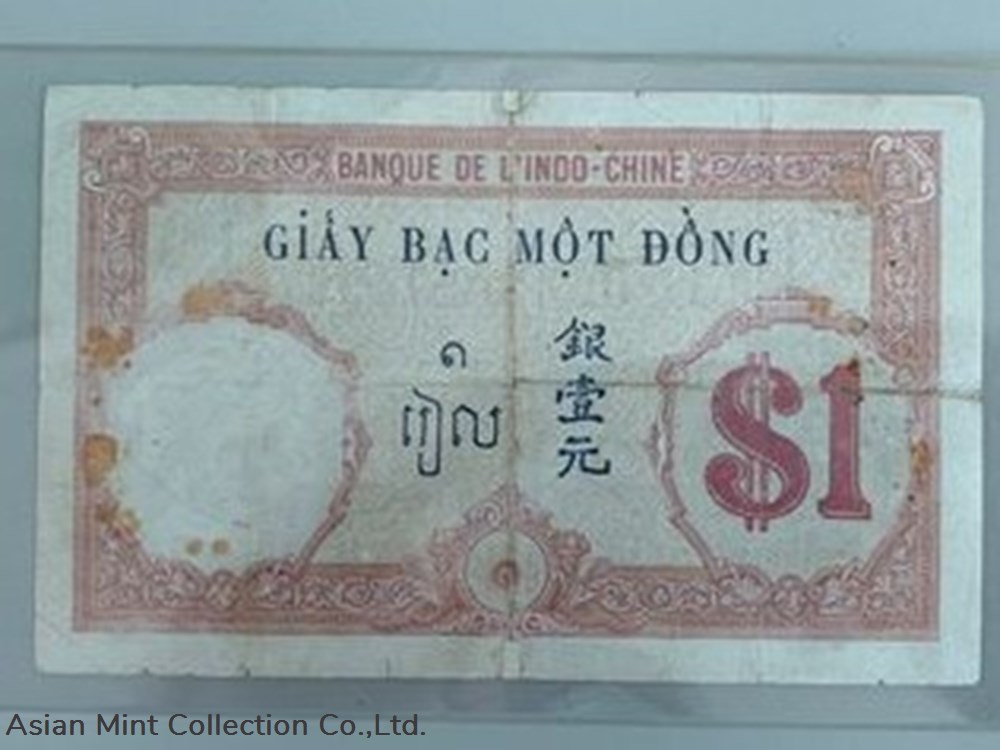 BANQUE DE L'INDO-CHINE
GIẤY BẠC MỘT ĐỒNG
១
រៀល
銀壹元
$1
Asian Mint Collection Co.,Ltd.